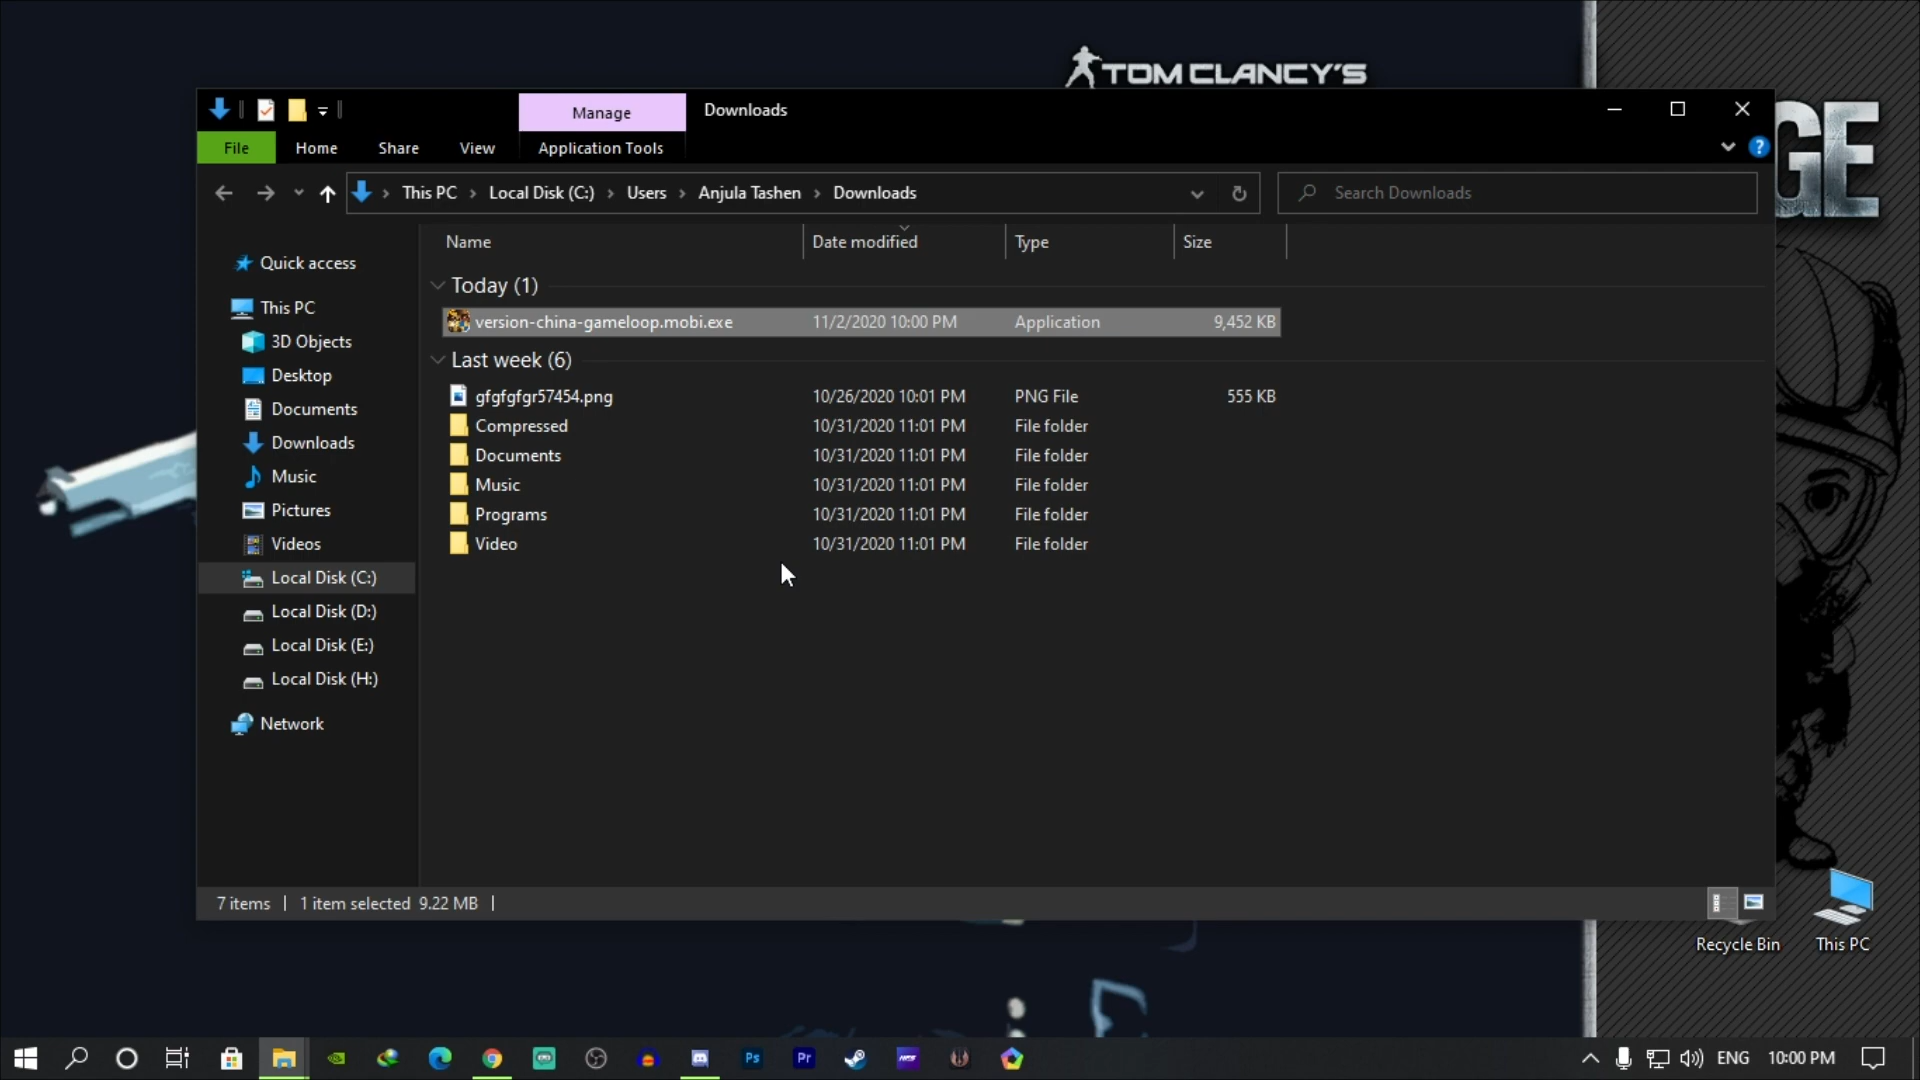 TOM CLANCY'S
GE
Manage
Downloads
File
Home
Share
View
Application Tools
This PC > Local Disk (C:) > Users > Anjula Tashen > Downloads
Search Downloads
Name
Date modified
Type
Size
Quick access
This PC
3D Objects
Desktop
Documents
Downloads
Music
Pictures
Videos
Local Disk (C:)
Local Disk (D:)
Local Disk (E:)
Local Disk (H:)
Network
Today (1)
version-china-gameloop.mobi.exe 11/2/2020 10:00 PM Application 9,452 KB
Last week (6)
gfgfgfgr57454.png 10/26/2020 10:01 PM PNG File 555 KB
Compressed 10/31/2020 11:01 PM File folder
Documents 10/31/2020 11:01 PM File folder
Music 10/31/2020 11:01 PM File folder
Programs 10/31/2020 11:01 PM File folder
Video 10/31/2020 11:01 PM File folder
7 items | 1 item selected 9.22 MB |
Recycle Bin
This PC
Ps
Pr
ENG
10:00 PM